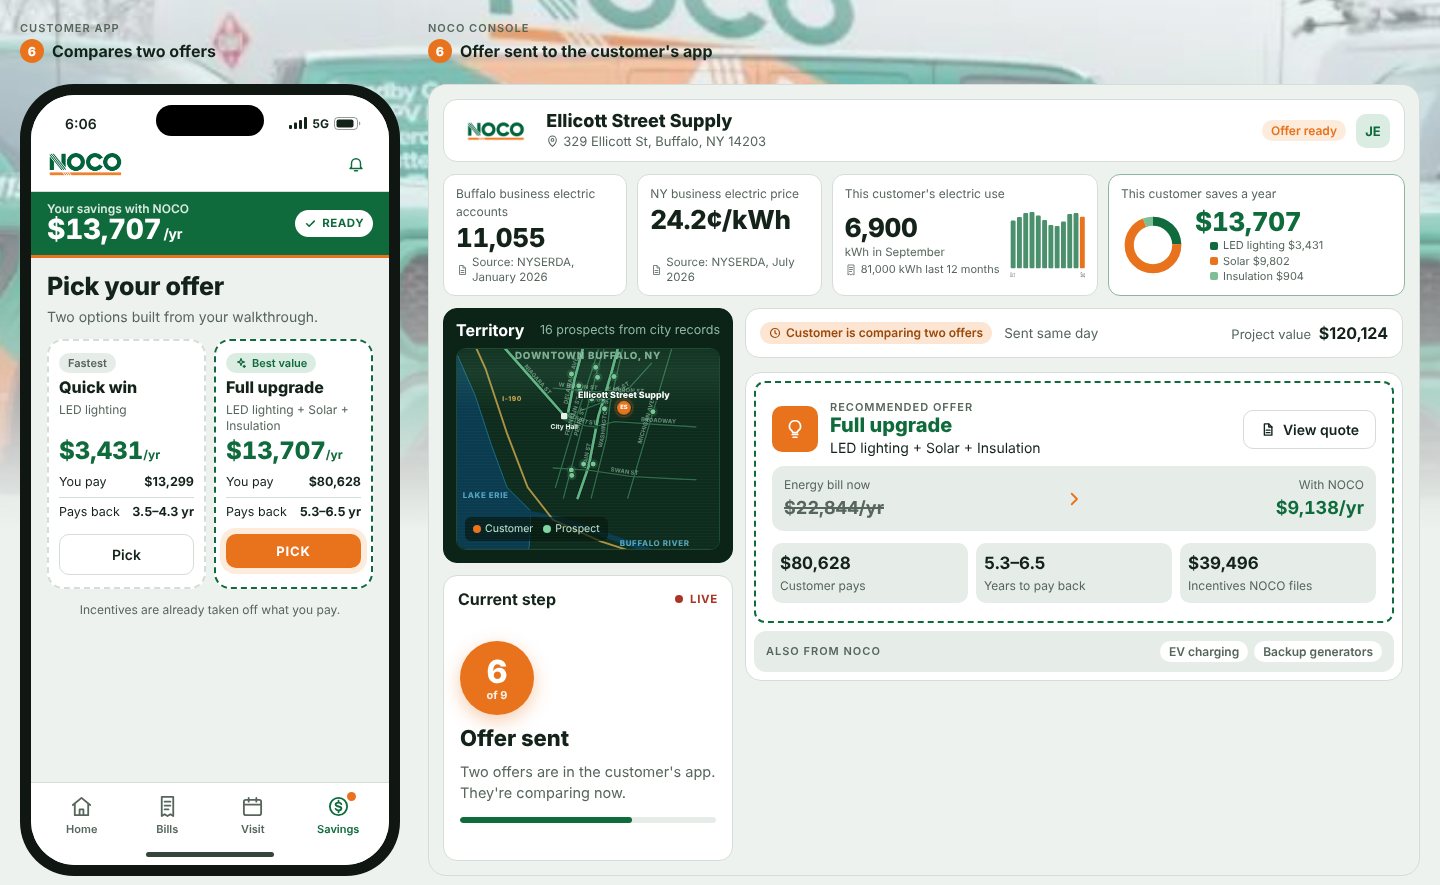 CUSTOMER APP
6 Compares two offers
NOCO CONSOLE
6 Offer sent to the customer's app
6:06
5G
NOCO
Your savings with NOCO
$13,707 /yr
READY
Pick your offer
Two options built from your walkthrough.
Fastest
Quick win
LED lighting
$3,431/yr
You pay $13,299
Pays back 3.5–4.3 yr
Pick
Best value
Full upgrade
LED lighting + Solar +
Insulation
$13,707/yr
You pay $80,628
Pays back 5.3–6.5 yr
PICK
Incentives are already taken off what you pay.
Home
Bills
Visit
Savings
NOCO
Ellicott Street Supply
329 Ellicott St, Buffalo, NY 14203
Offer ready
JE
Buffalo business electric
accounts
11,055
Source: NYSERDA,
January 2026
NY business electric price
24.2¢/kWh
Source: NYSERDA, July
2026
This customer's electric use
6,900
kWh in September
81,000 kWh last 12 months
This customer saves a year
$13,707
LED lighting $3,431
Solar $9,802
Insulation $904
Territory
16 prospects from city records
DOWNTOWN BUFFALO, NY
I-190
NIAGARA ST
Ellicott Street Supply
ES
City Hall
BROADWAY
SWAN ST
LAKE ERIE
Customer
Prospect
BUFFALO RIVER
Current step
LIVE
6
of 9
Offer sent
Two offers are in the customer's app.
They're comparing now.
Customer is comparing two offers
Sent same day
Project value $120,124
RECOMMENDED OFFER
Full upgrade
LED lighting + Solar + Insulation
View quote
Energy bill now
$22,844/yr
With NOCO
$9,138/yr
$80,628
Customer pays
5.3–6.5
Years to pay back
$39,496
Incentives NOCO files
ALSO FROM NOCO
EV charging
Backup generators